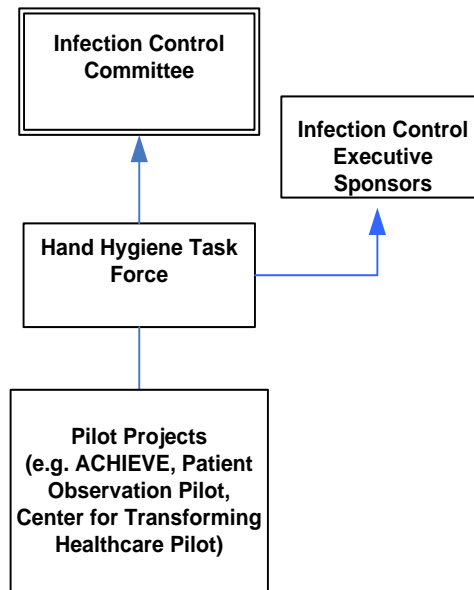 Infection Control
Committee
Infection Control
Executive
Sponsors
Hand Hygiene Task
Force
Pilot Projects
(e.g. ACHIEVE, Patient
Observation Pilot,
Center for Transforming
Healthcare Pilot)